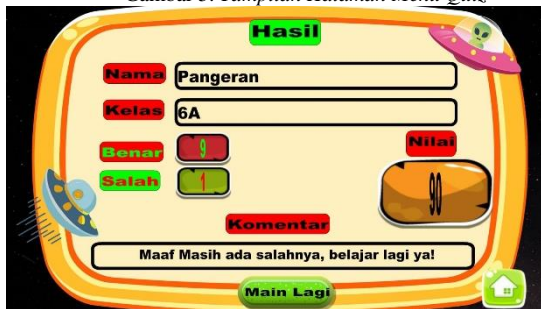 Hasil
Nama Pangeran
Kelas 6A
Benar 9
Salah 1
Nilai
90
Komentar
Maaf Masih ada salahnya, belajar lagi ya!
Main Lagi